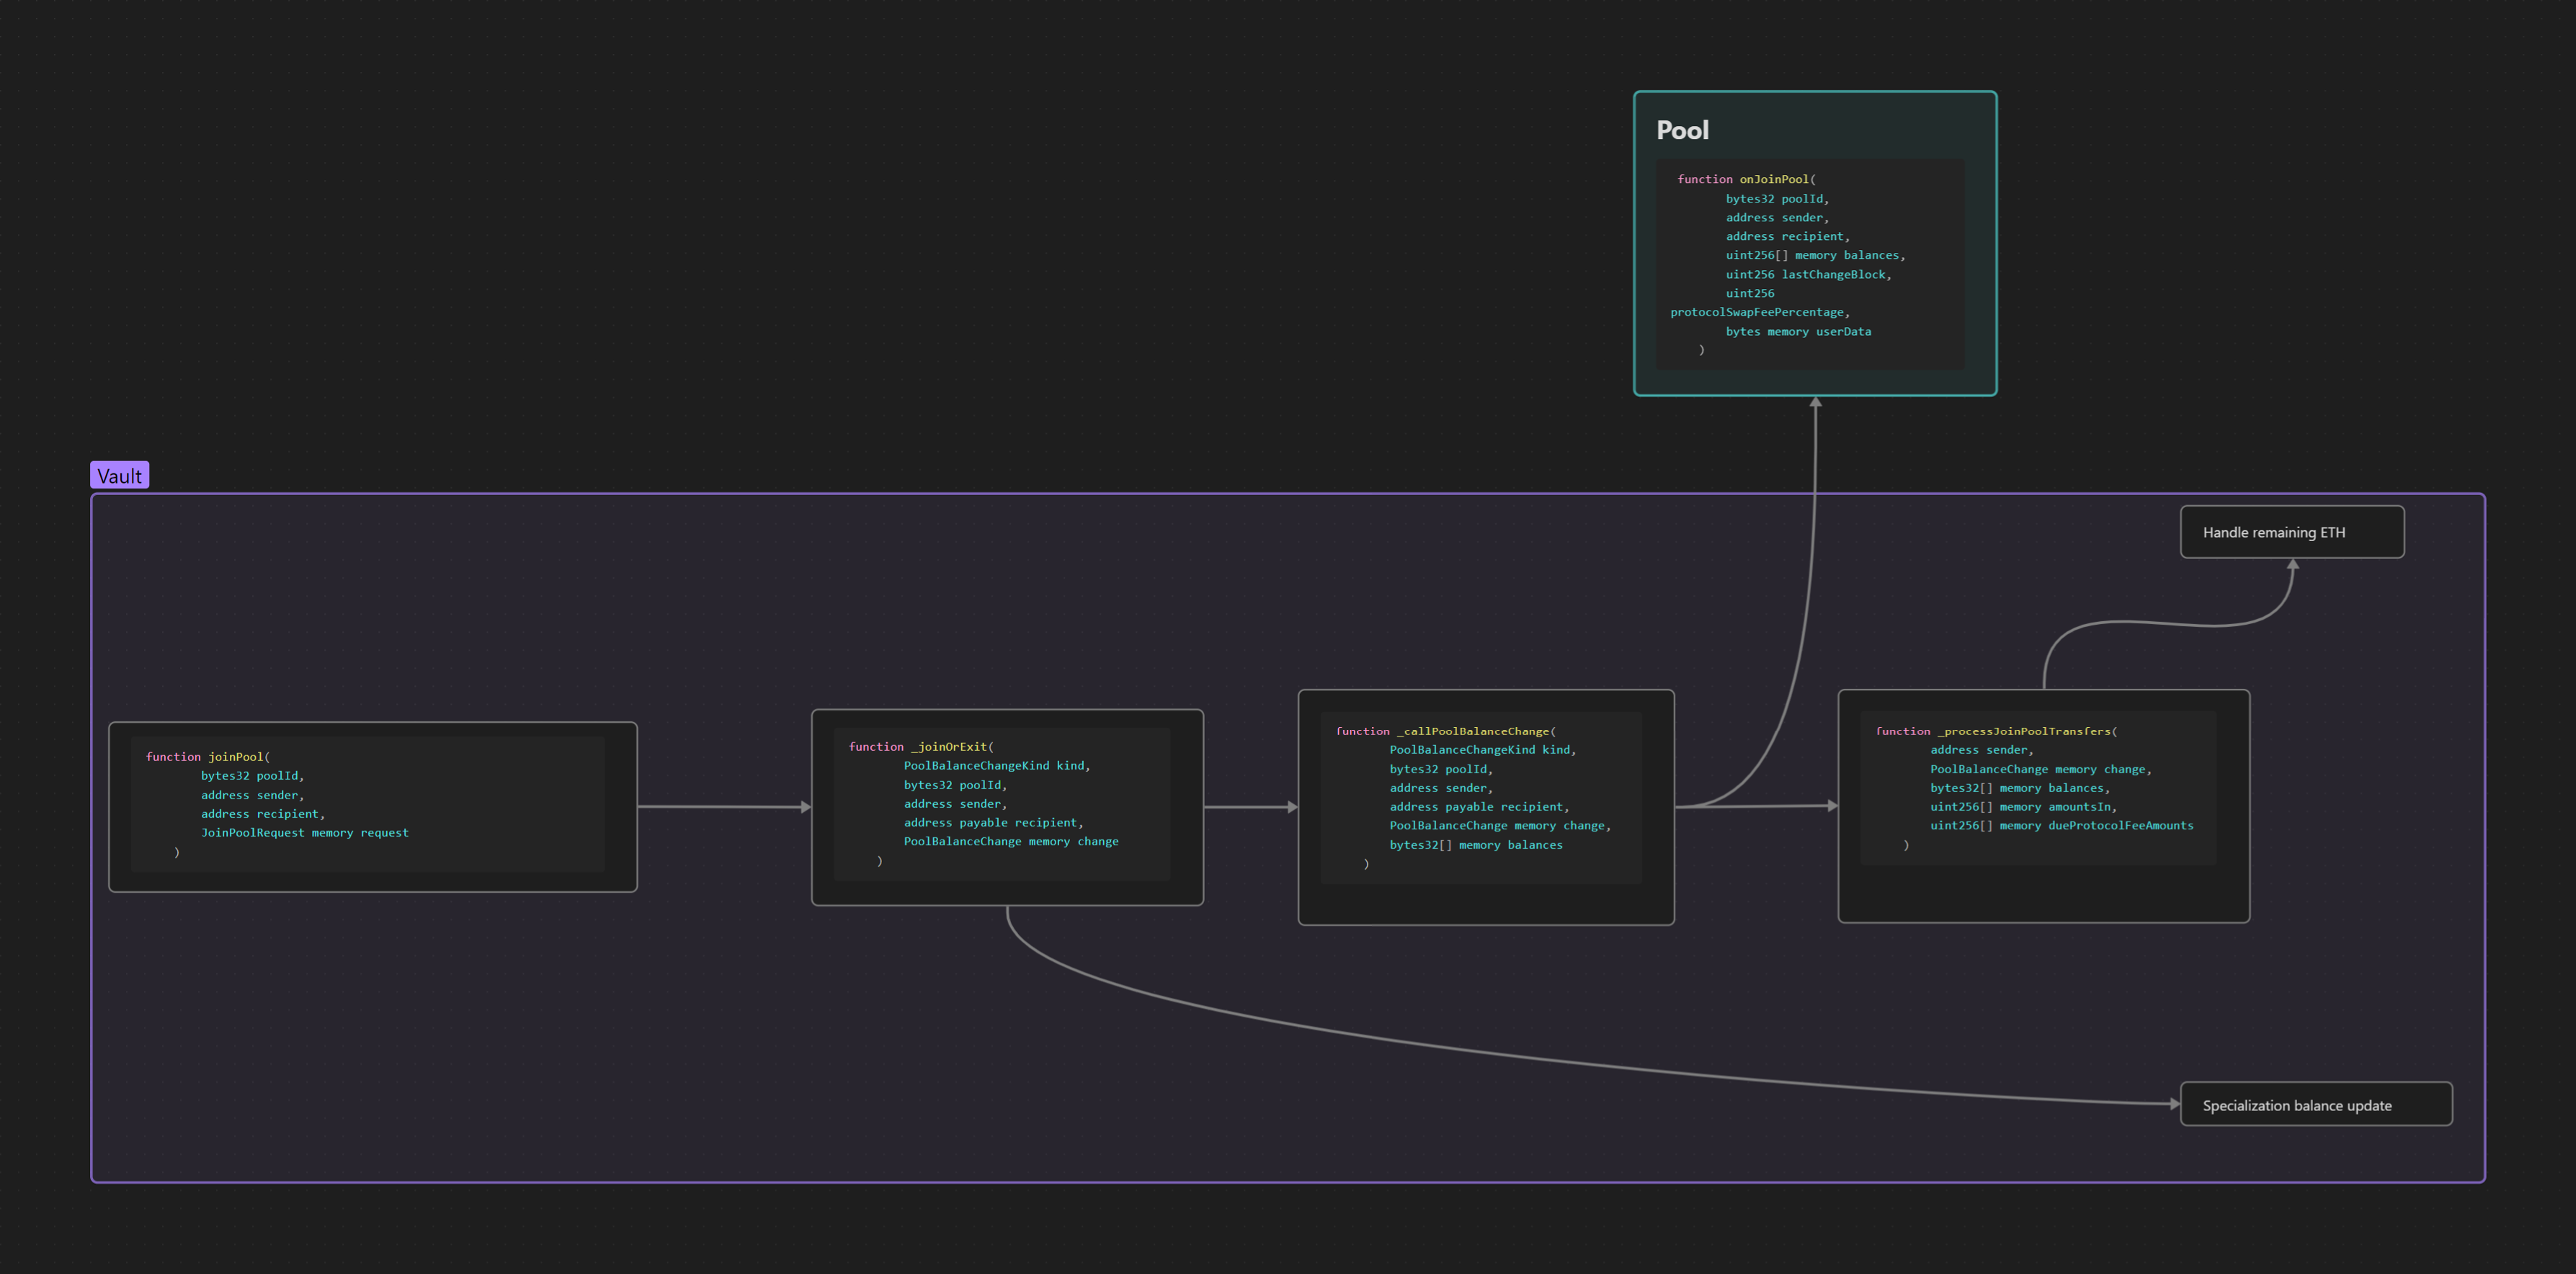 Pool
function onJoinPool(
bytes32 poolId,
address sender,
address recipient,
uint256[] memory balances,
uint256 lastChangeBlock,
uint256
protocolSwapFeePercentage,
bytes memory userData
)
Vault
Handle remaining ETH
function joinPool(
bytes32 poolId,
address sender,
address recipient,
JoinPoolRequest memory request
)
function _joinOrExit(
PoolBalanceChangeKind kind,
bytes32 poolId,
address sender,
address payable recipient,
PoolBalanceChange memory change
)
function _callPoolBalanceChange(
PoolBalanceChangeKind kind,
bytes32 poolId,
address sender,
address payable recipient,
PoolBalanceChange memory change,
bytes32[] memory balances
)
function _processJoinPoolTransfers(
address sender,
PoolBalanceChange memory change,
bytes32[] memory balances,
uint256[] memory amountsIn,
uint256[] memory dueProtocolFeeAmounts
)
Specialization balance update